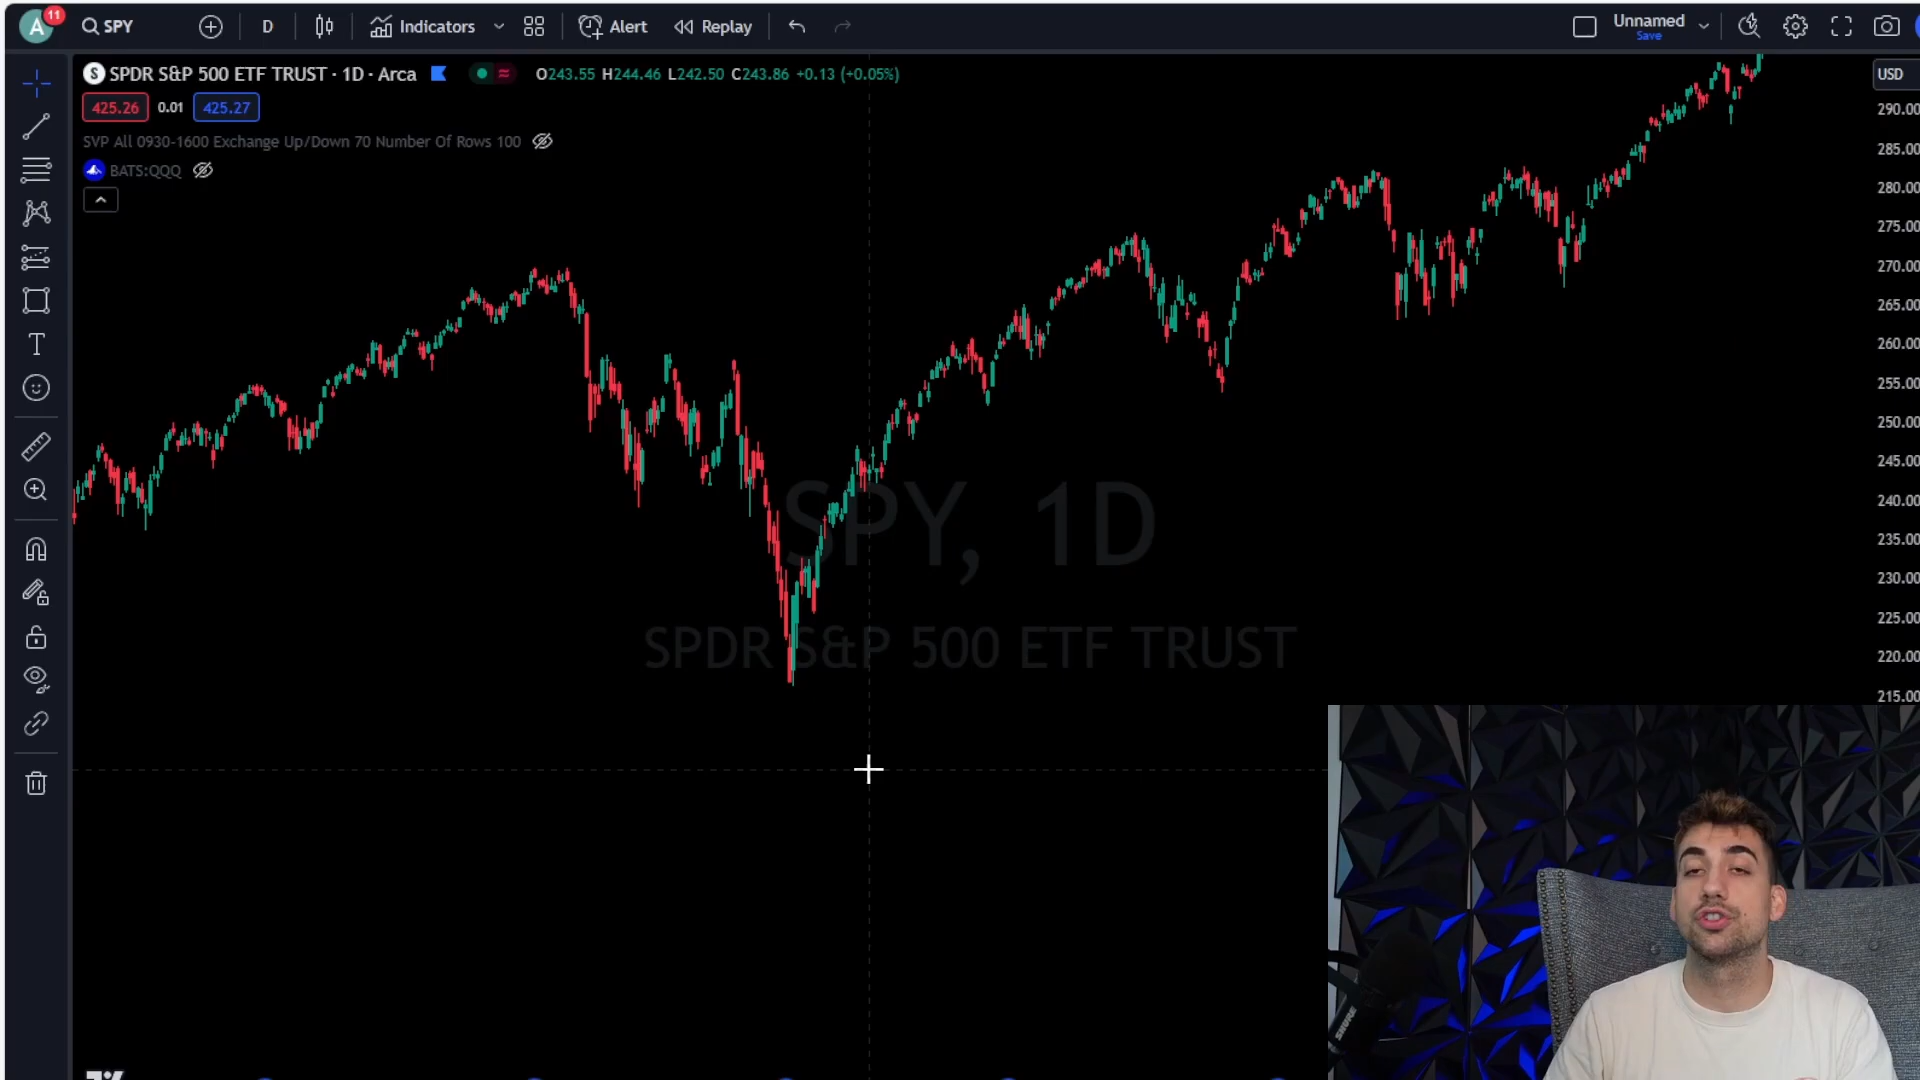 A 11 SPY D Indicators Alert Replay Unnamed
Save
S SPDR S&P 500 ETF TRUST · 1D · Arca O243.55 H244.46 L242.50 C243.86 +0.13 (+0.05%) USD
425.26 0.01 425.27
SVP All 0930-1600 Exchange Up/Down 70 Number Of Rows 100
BATS:QQQ
290.00
285.00
280.00
275.00
270.00
265.00
260.00
255.00
250.00
245.00
240.00
235.00
230.00
225.00
220.00
215.00
T
SPY, 1D
SPDR S&P 500 ETF TRUST
SHURE